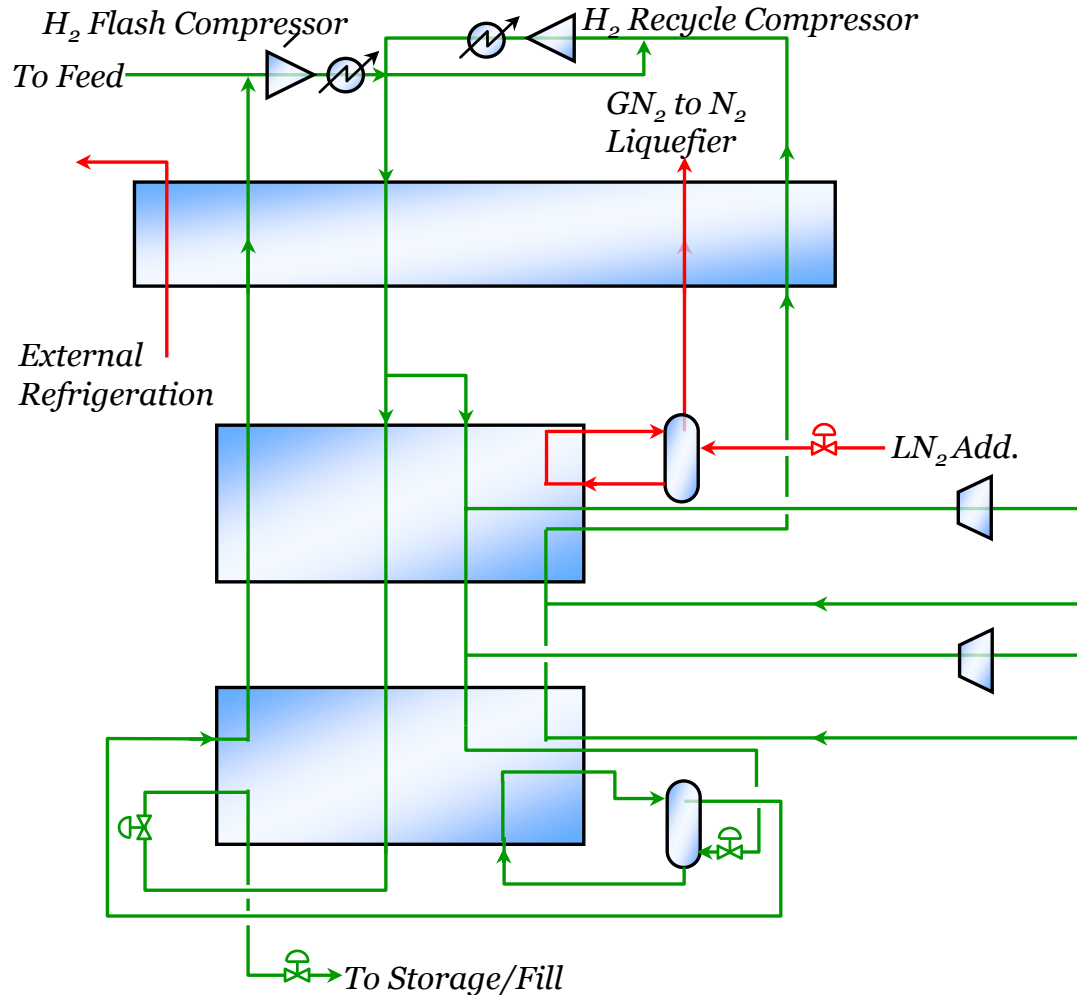 H₂ Flash Compressor
H₂ Recycle Compressor
To Feed
GN₂ to N₂
Liquefier
External
Refrigeration
LN₂ Add.
To Storage/Fill